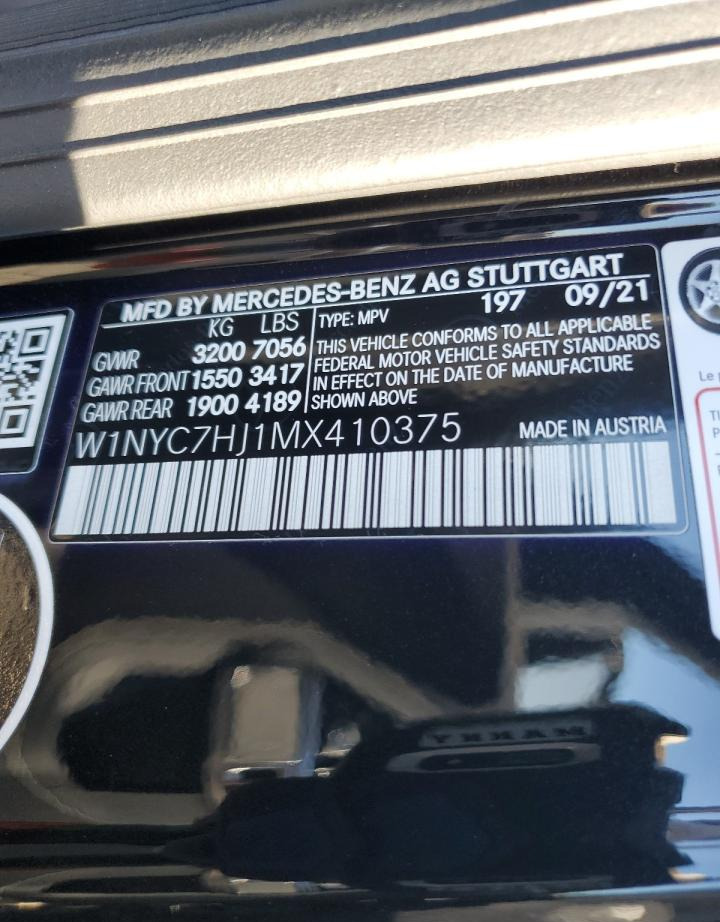 MFD BY MERCEDES-BENZ AG STUTTGART
197 09/21
KG LBS
GVWR 3200 7056
GAWR FRONT 1550 3417
GAWR REAR 1900 4189
TYPE: MPV
THIS VEHICLE CONFORMS TO ALL APPLICABLE
FEDERAL MOTOR VEHICLE SAFETY STANDARDS
IN EFFECT ON THE DATE OF MANUFACTURE
SHOWN ABOVE
W1NYC7HJ1MX410375
MADE IN AUSTRIA
Le